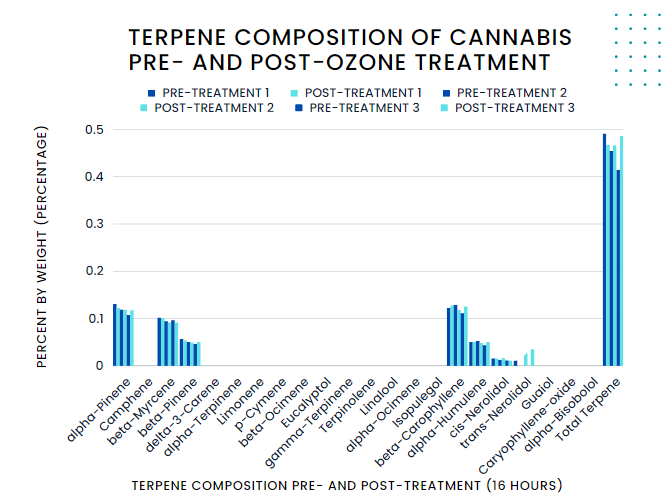 TERPENE COMPOSITION OF CANNABIS
PRE- AND POST-OZONE TREATMENT
PRE-TREATMENT 1 POST-TREATMENT 1 PRE-TREATMENT 2
POST-TREATMENT 2 PRE-TREATMENT 3 POST-TREATMENT 3
PERCENT BY WEIGHT (PERCENTAGE)
0.5
0.4
0.3
0.2
0.1
0
alpha-Pinene
Camphene
beta-Myrcene
beta-Pinene
delta-3-Carene
alpha-Terpinene
Limonene
p-Cymene
beta-Ocimene
Eucalyptol
gamma-Terpinene
Terpinolene
Linalool
alpha-Ocimene
Isopulegol
beta-Carophyllene
alpha-Humulene
cis-Nerolidol
trans-Nerolidol
Guaiol
Caryophyllene-oxide
alpha-Bisabolol
Total Terpene
TERPENE COMPOSITION PRE- AND POST-TREATMENT (16 HOURS)